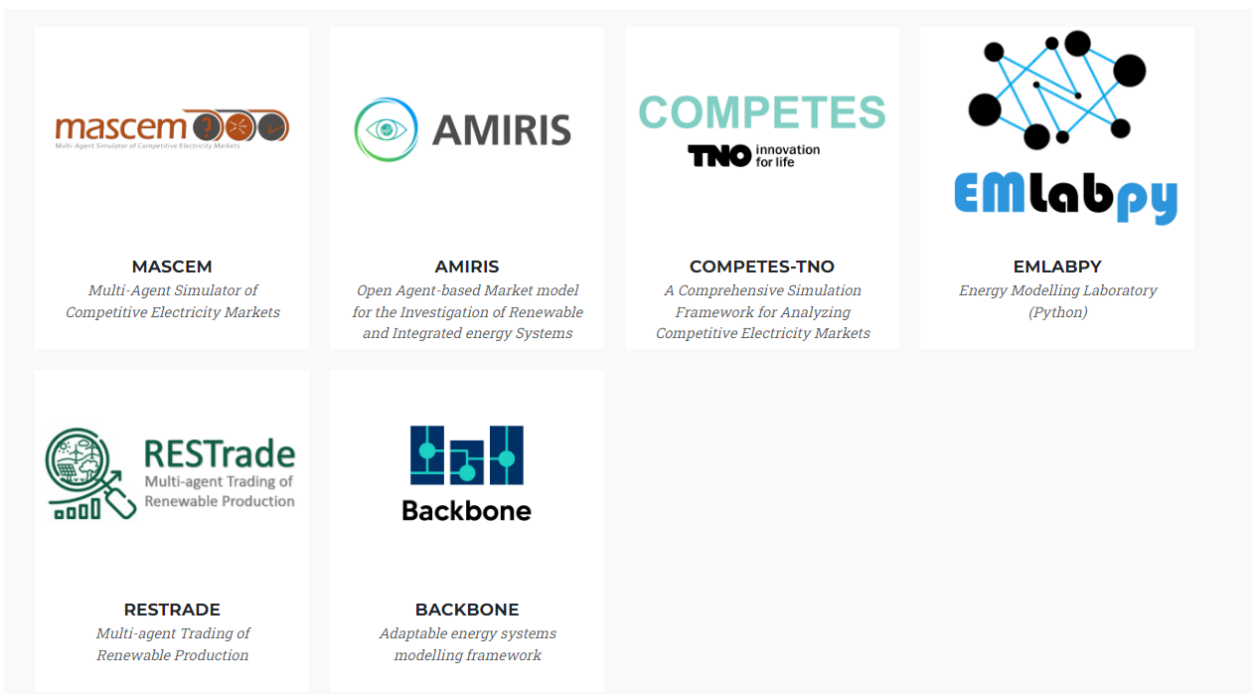 mascem
Multi-Agent Simulator of Competitive Electricity Markets
AMIRIS
COMPETES
TNO innovation
for life
EMlabpy
MASCEM
Multi-Agent Simulator of
Competitive Electricity Markets
AMIRIS
Open Agent-based Market model
for the Investigation of Renewable
and Integrated energy Systems
COMPETES-TNO
A Comprehensive Simulation
Framework for Analyzing
Competitive Electricity Markets
EMLABPY
Energy Modelling Laboratory
(Python)
RESTrade
Multi-agent Trading of
Renewable Production
Backbone
RESTRADE
Multi-agent Trading of
Renewable Production
BACKBONE
Adaptable energy systems
modelling framework